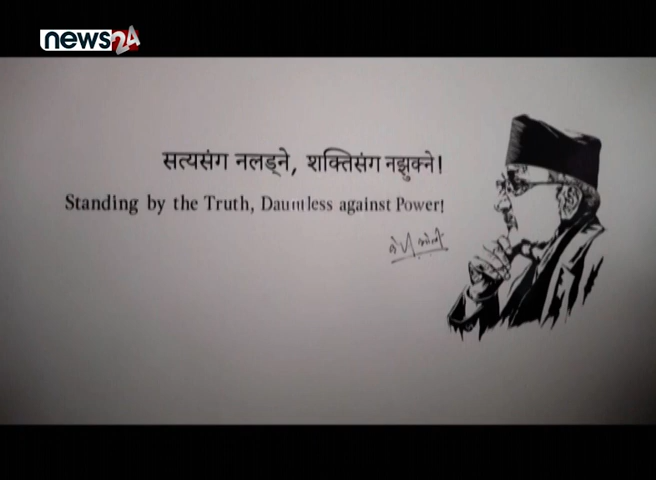 news24
सत्यसंग नलड्ने, शक्तिसंग नझुक्ने!
Standing by the Truth, Dauntless against Power!